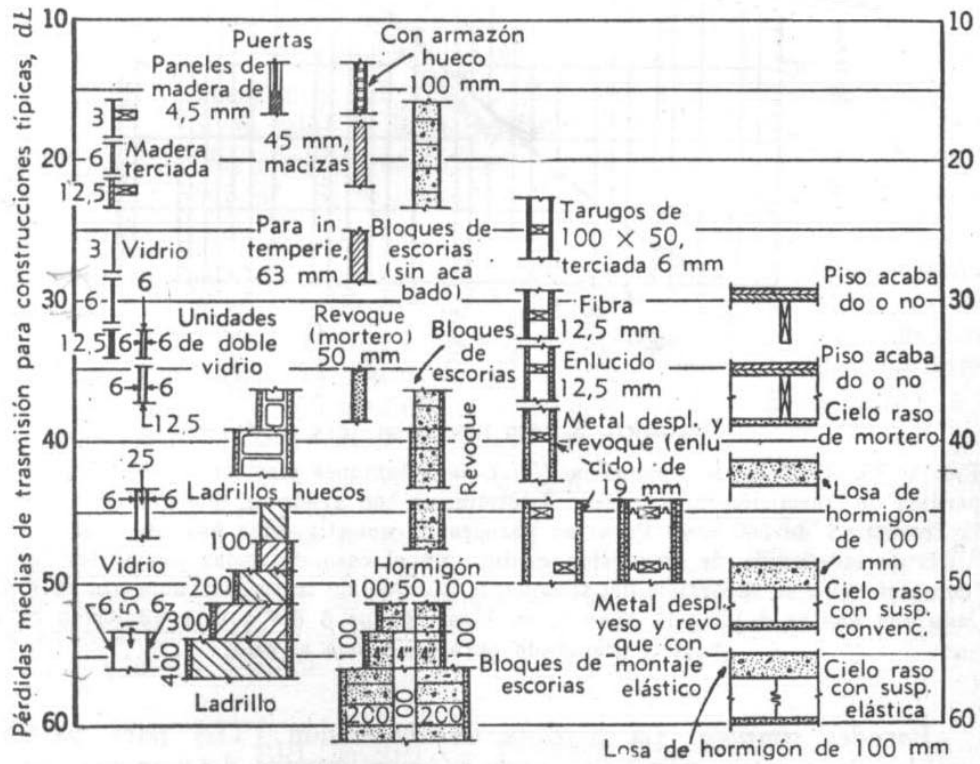 Pérdidas medias de trasmisión para construcciones típicas, dL
10
20
30
40
50
60
10
20
30
40
50
60
Puertas
Paneles de
madera de
4,5 mm
Con armazón
hueco
100 mm
3
6
12,5
Madera
terciada
45 mm,
macizas
3
Vidrio
6
6
12,5
6
6
6
6
12,5
Unidades
de doble
vidrio
Para in
temperie,
63 mm
Bloques de
escorias
(sin aca
bado)
Revoque
(mortero)
50 mm
Bloques
de
escorias
Revoque
Tarugos de
100 X 50,
terciada 6 mm
Fibra
12,5 mm
Enlucido
12,5 mm
Metal despl. y
revoque (enlu
cido) de
19 mm
Piso acaba
do o no
Piso acaba
do o no
Cielo raso
de mortero
Losa de
hormigón
de 100
mm
25
6
6
Ladrillos huecos
100
200
300
400
Ladrillo
Vidrio
6
150
6
Hormigón
100
50
100
100
100
4
4
200
100
200
Bloques de
escorias
Metal despl.
yeso y revo
que con
montaje
elástico
Cielo raso
con susp.
convenc.
Cielo raso
con susp.
elástica
Losa de hormigón de 100 mm